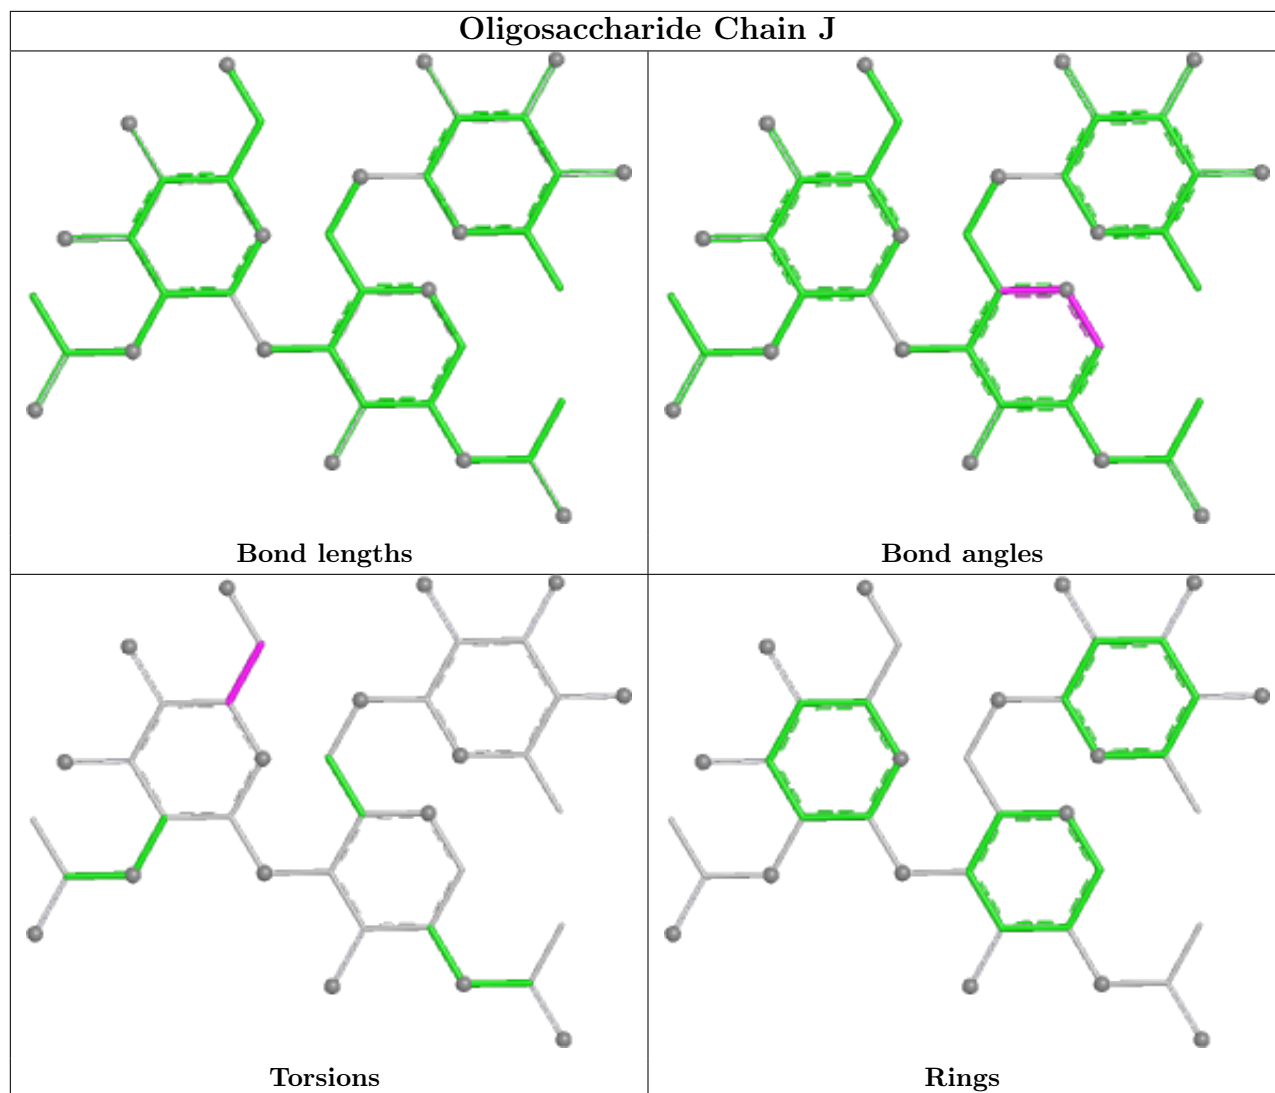 Oligosaccharide Chain J
Bond lengths
Bond angles
Torsions
Rings